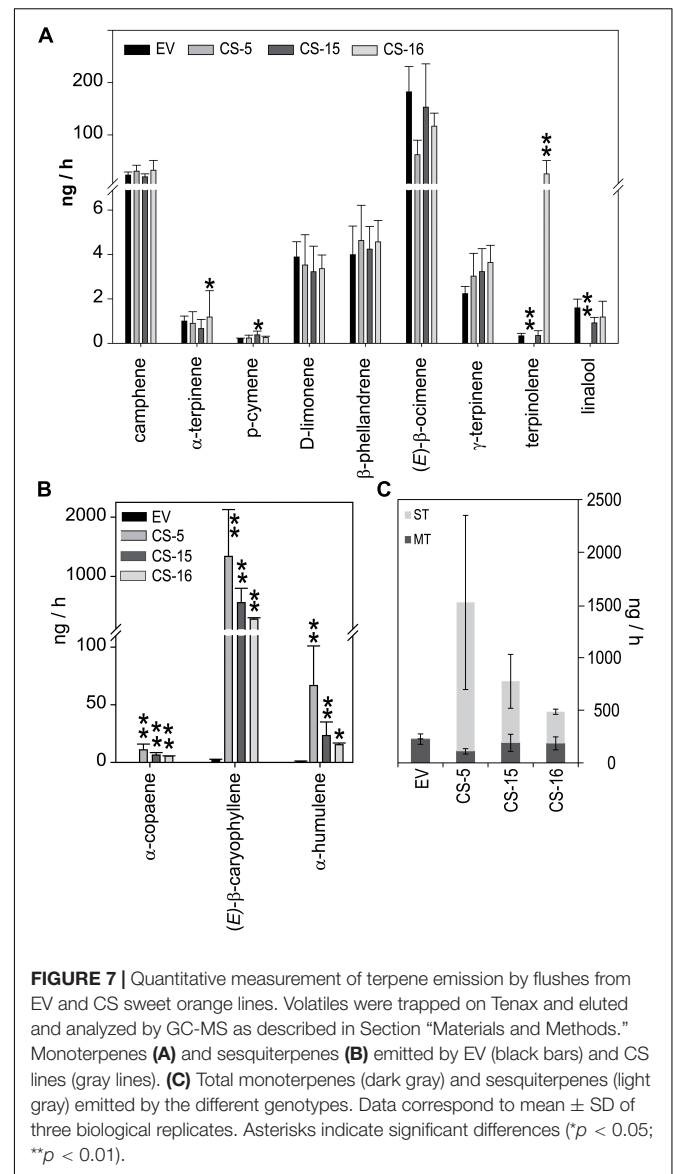 A
EV CS-5 CS-15 CS-16
200
100
6
4
2
0
ng / h
*
*
**
**
camphene
α-terpinene
p-cymene
D-limonene
β-phellandrene
(E)-β-ocimene
γ-terpinene
terpinolene
linalool
**
B
EV
CS-5
CS-15
CS-16
2000
1000
100
50
0
ng / h
**
**
**
**
**
**
**
**
*
α-copaene
(E)-β-caryophyllene
α-humulene
C
ST
MT
2500
2000
1500
1000
500
0
ng / h
EV
CS-5
CS-15
CS-16
FIGURE 7 | Quantitative measurement of terpene emission by flushes from
EV and CS sweet orange lines. Volatiles were trapped on Tenax and eluted
and analyzed by GC-MS as described in Section “Materials and Methods.”
Monoterpenes (A) and sesquiterpenes (B) emitted by EV (black bars) and CS
lines (gray lines). (C) Total monoterpenes (dark gray) and sesquiterpenes (light
gray) emitted by the different genotypes. Data correspond to mean ± SD of
three biological replicates. Asterisks indicate significant differences (*p < 0.05;
**p < 0.01).